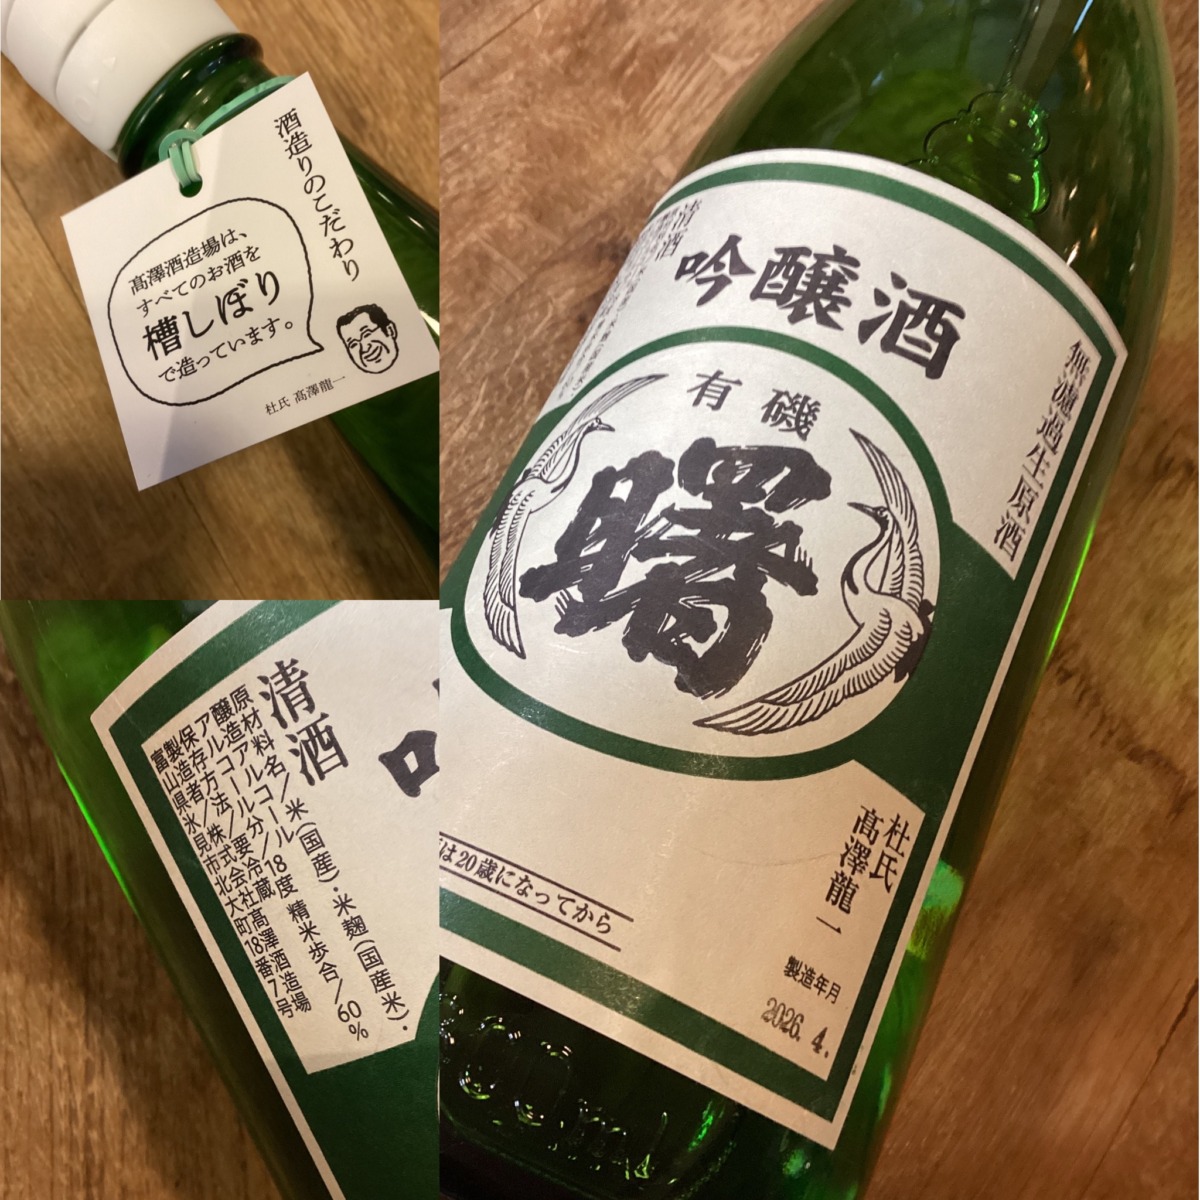 酒造りのこだわり
髙澤酒造場は、
すべてのお酒を
槽しぼり
で造っています。
杜氏 髙澤龍一
清酒
吟醸酒
無濾過生原酒
有磯
曙
杜氏
髙澤龍一
製造年月
2026. 4.
は20歳になってから
清酒
原材料名/米(国産)・米麹(国産米)・
醸造アルコール
アルコール分/18度 精米歩合/60%
保存方法/要冷蔵
製造者/株式会社髙澤酒造場
富山県氷見市北大町18番7号